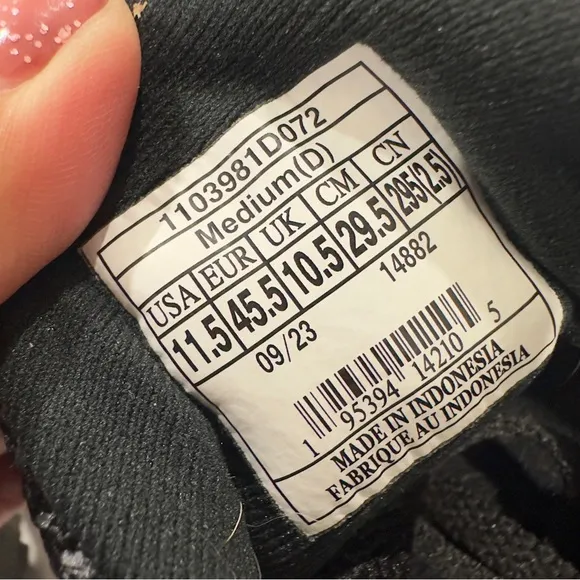 1103981D072
Medium(D)
USA EUR UK CM CN
11.5 45.5 10.5 29.5 295(2.5)
09/23 14882
1 95394 14210 5
MADE IN INDONESIA
FABRIQUE AU INDONESIA